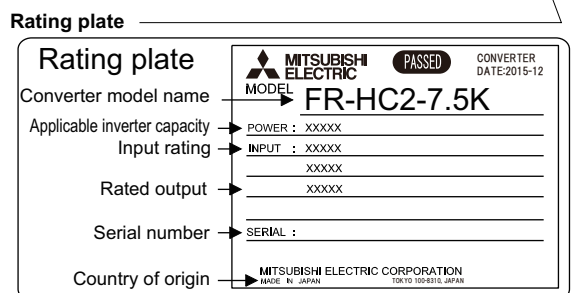 Rating plate
Rating plate
MITSUBISHI ELECTRIC
PASSED
CONVERTER
DATE:2015-12
Converter model name
MODEL FR-HC2-7.5K
Applicable inverter capacity
POWER : XXXXX
Input rating
INPUT : XXXXX
XXXXX
Rated output
XXXXX
Serial number
SERIAL :
Country of origin
MITSUBISHI ELECTRIC CORPORATION
MADE IN JAPAN TOKYO 100-8310, JAPAN